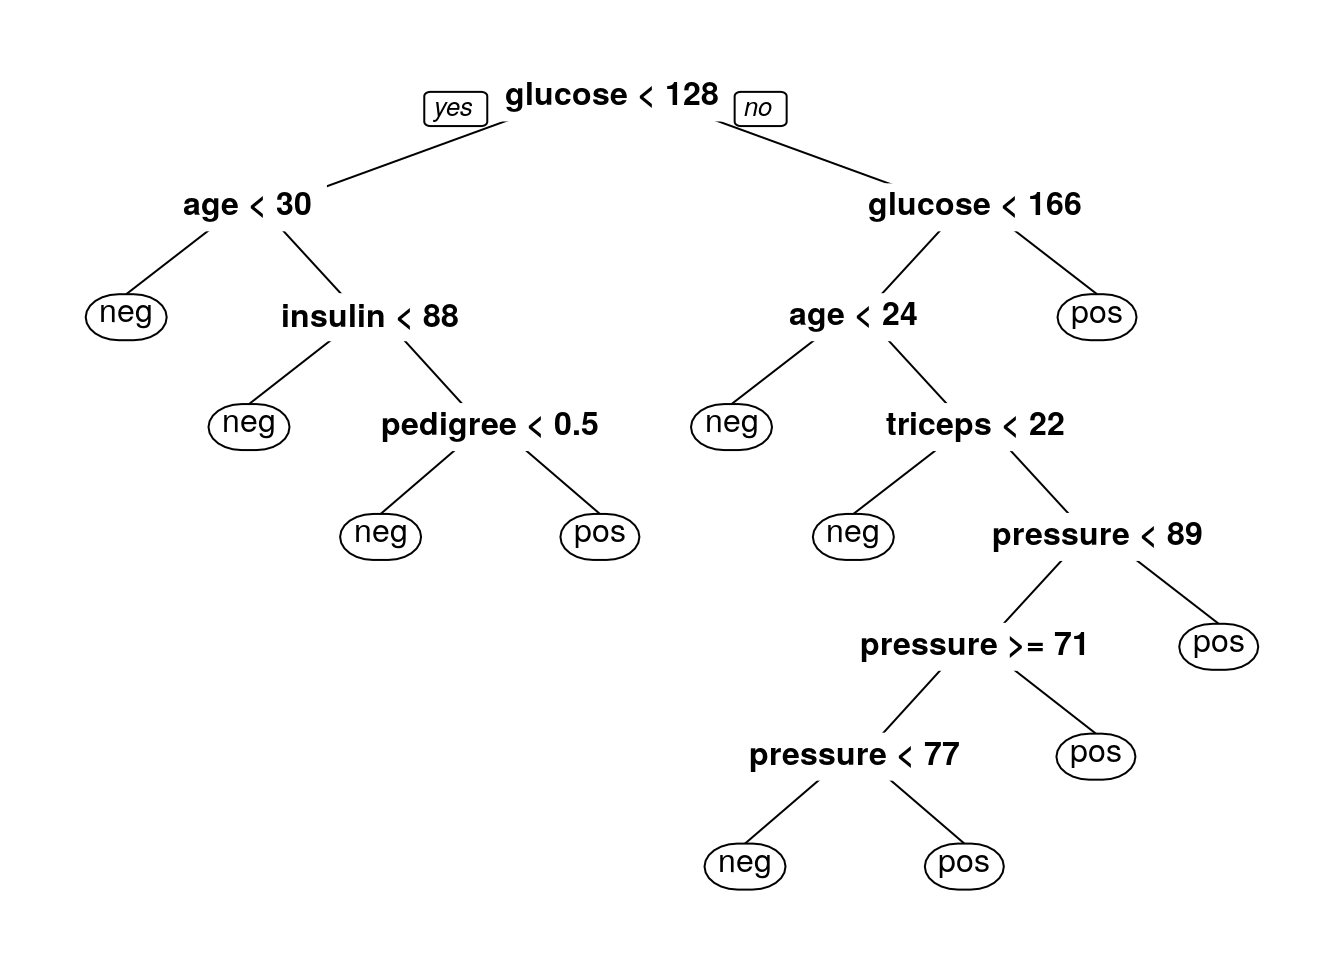 yes glucose < 128 no
age < 30 glucose < 166
neg insulin < 88 age < 24 pos
neg pedigree < 0.5 neg triceps < 22
neg pos neg pressure < 89
pressure >= 71 pos
pressure < 77 pos
neg pos